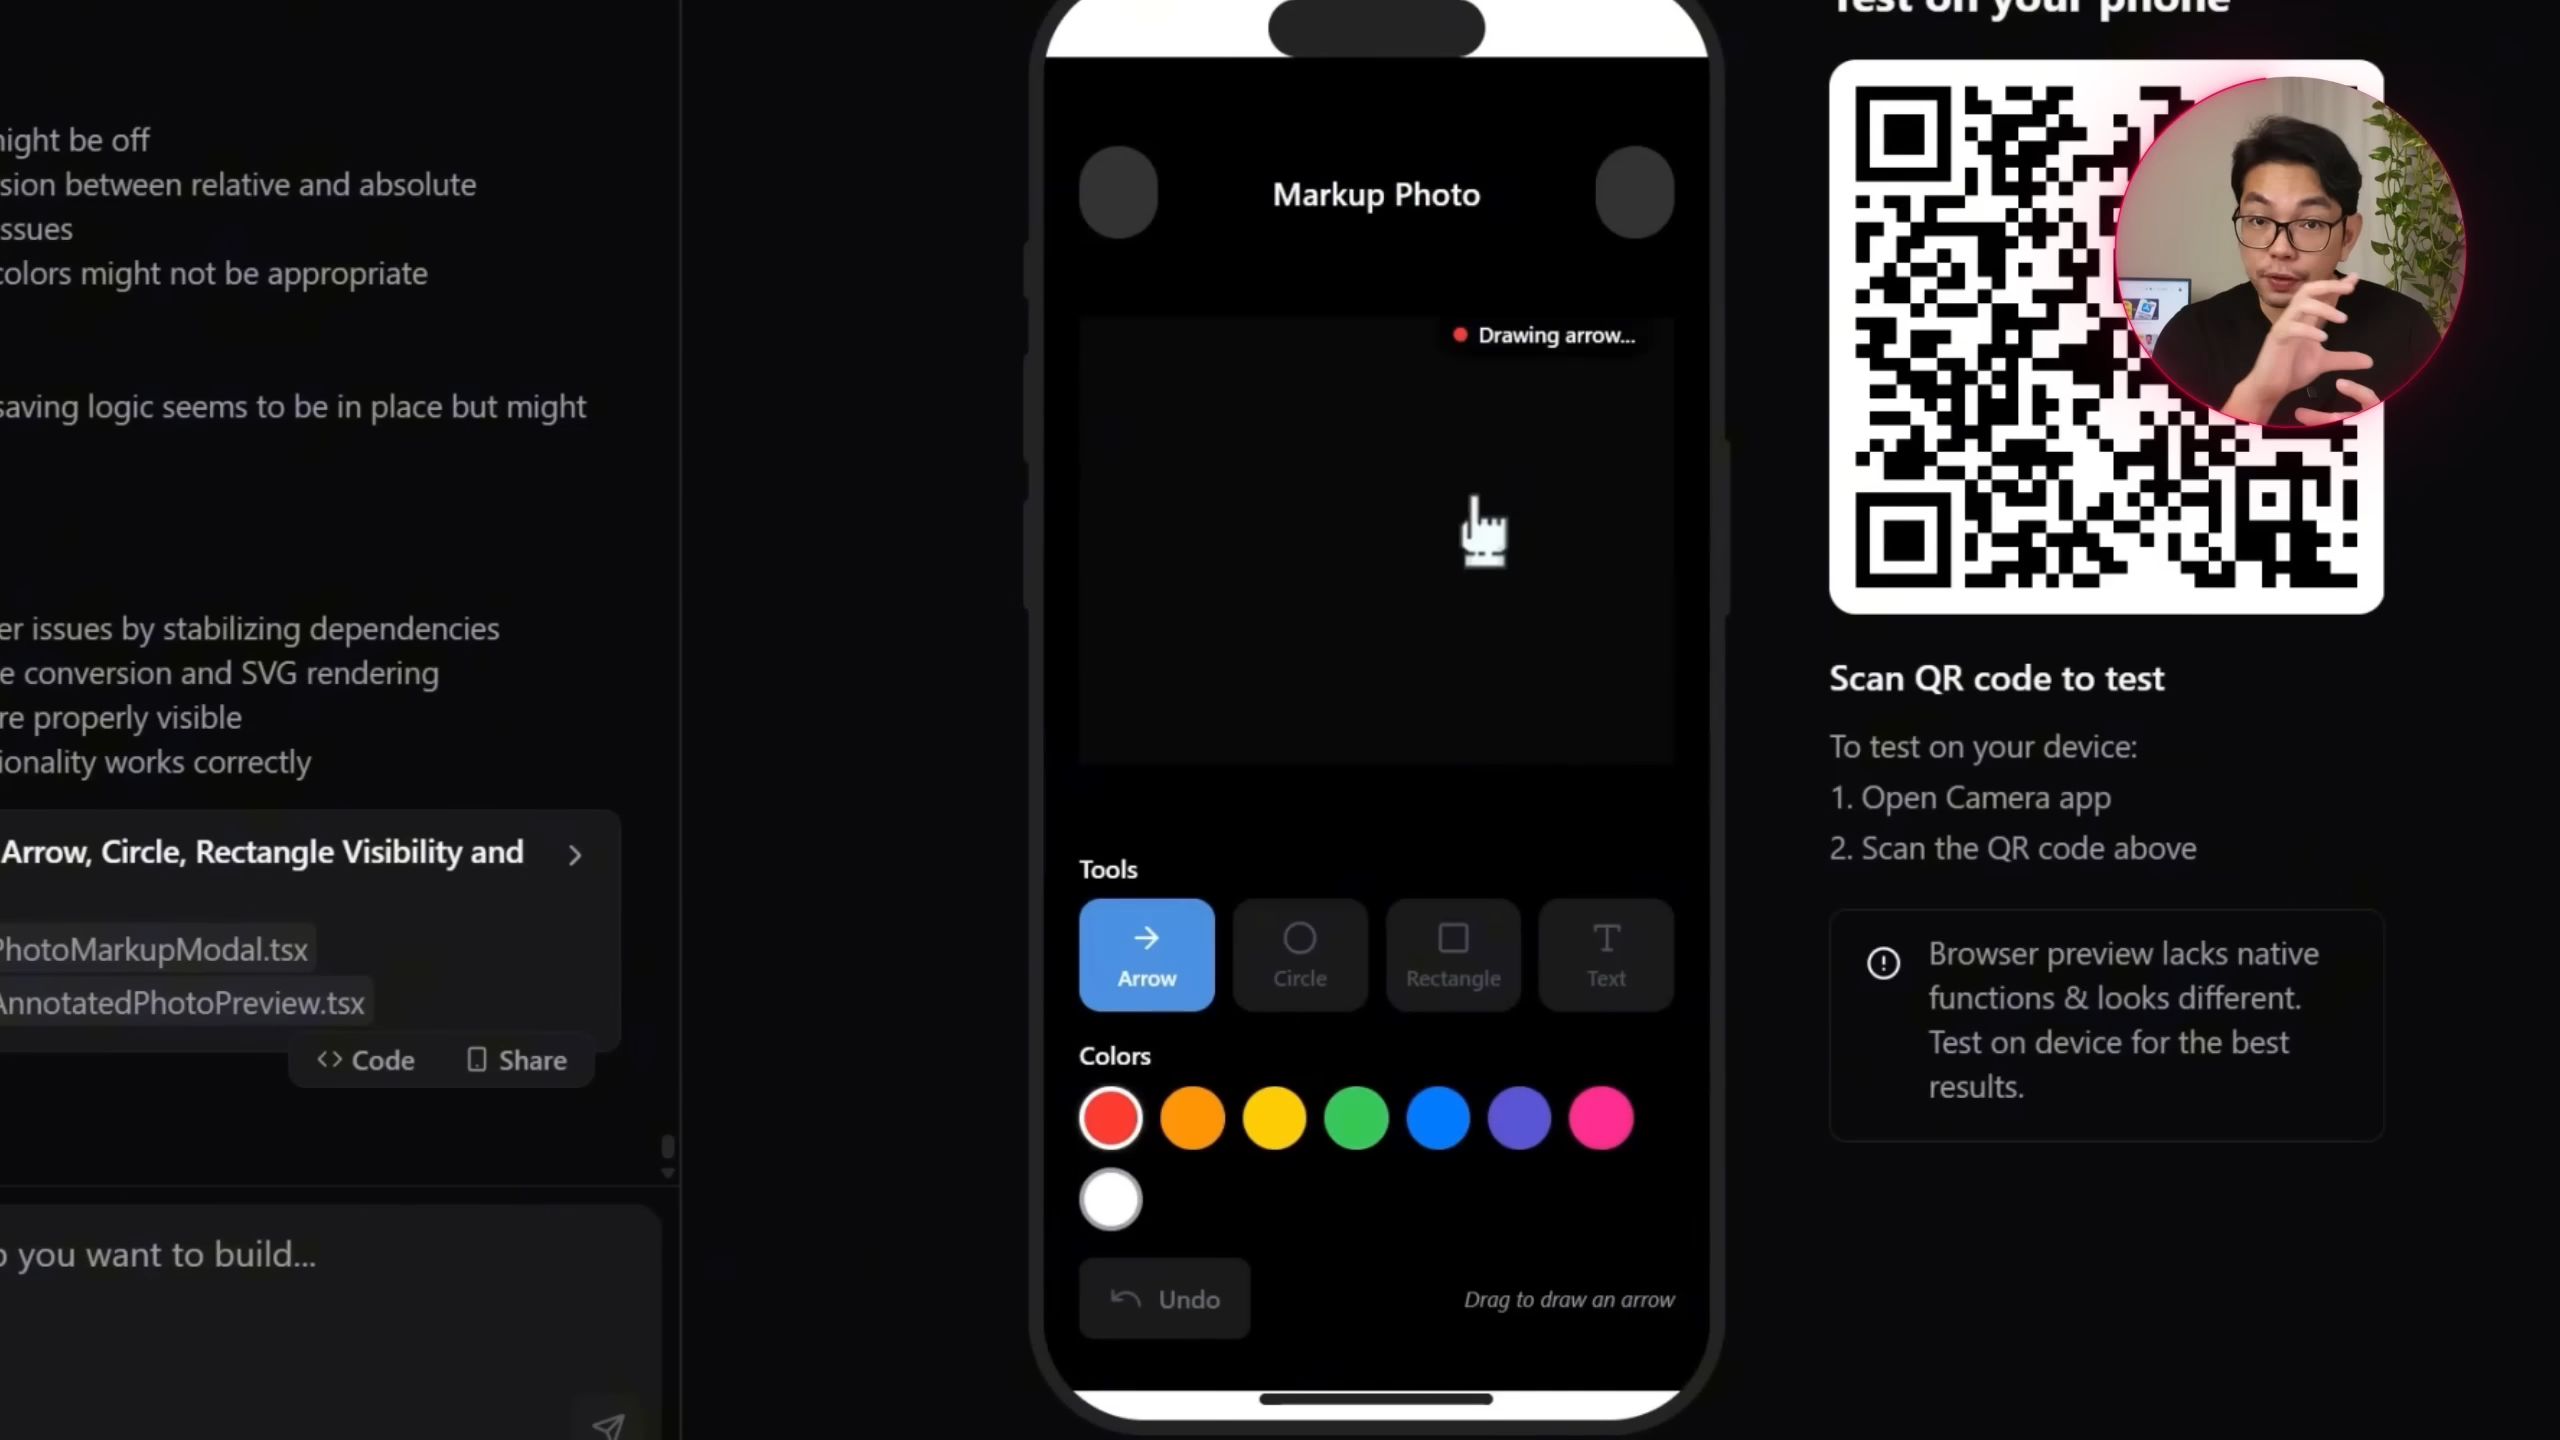 might be off
sion between relative and absolute
ssues
colors might not be appropriate
saving logic seems to be in place but might
er issues by stabilizing dependencies
e conversion and SVG rendering
re properly visible
ionality works correctly
Arrow, Circle, Rectangle Visibility and
PhotoMarkupModal.tsx
AnnotatedPhotoPreview.tsx
Code
Share
you want to build...
Markup Photo
Drawing arrow...
Tools
Arrow
Circle
Rectangle
Text
Colors
Undo
Drag to draw an arrow
Test on your phone
Scan QR code to test
To test on your device:
1. Open Camera app
2. Scan the QR code above
Browser preview lacks native
functions & looks different.
Test on device for the best
results.